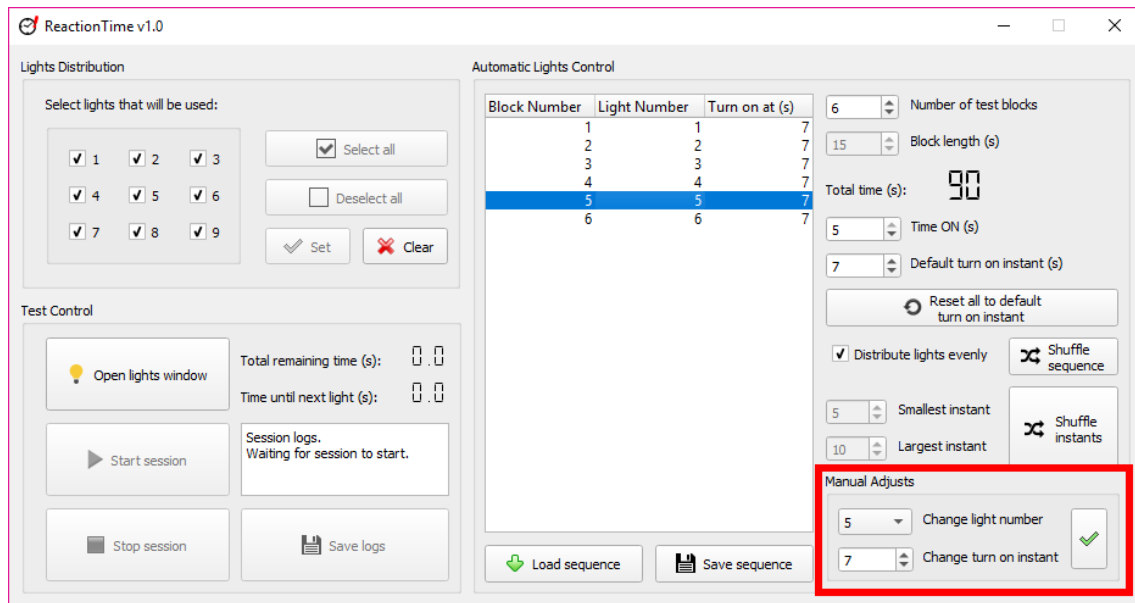 ReactionTime v1.0
Lights Distribution
Select lights that will be used:
1 2 3
4 5 6
7 8 9
Select all
Deselect all
Set
Clear
Test Control
Open lights window
Total remaining time (s): 0.0
Time until next light (s): 0.0
Start session
Session logs.
Waiting for session to start.
Stop session
Save logs
Automatic Lights Control
Block Number Light Number Turn on at (s)
1 1 7
2 2 7
3 3 7
4 4 7
5 5 7
6 6 7
Load sequence
Save sequence
6 Number of test blocks
15 Block length (s)
Total time (s): 90
5 Time ON (s)
7 Default turn on instant (s)
Reset all to default
turn on instant
Distribute lights evenly
Shuffle
sequence
5 Smallest instant
10 Largest instant
Shuffle
instants
Manual Adjusts
5 Change light number
7 Change turn on instant